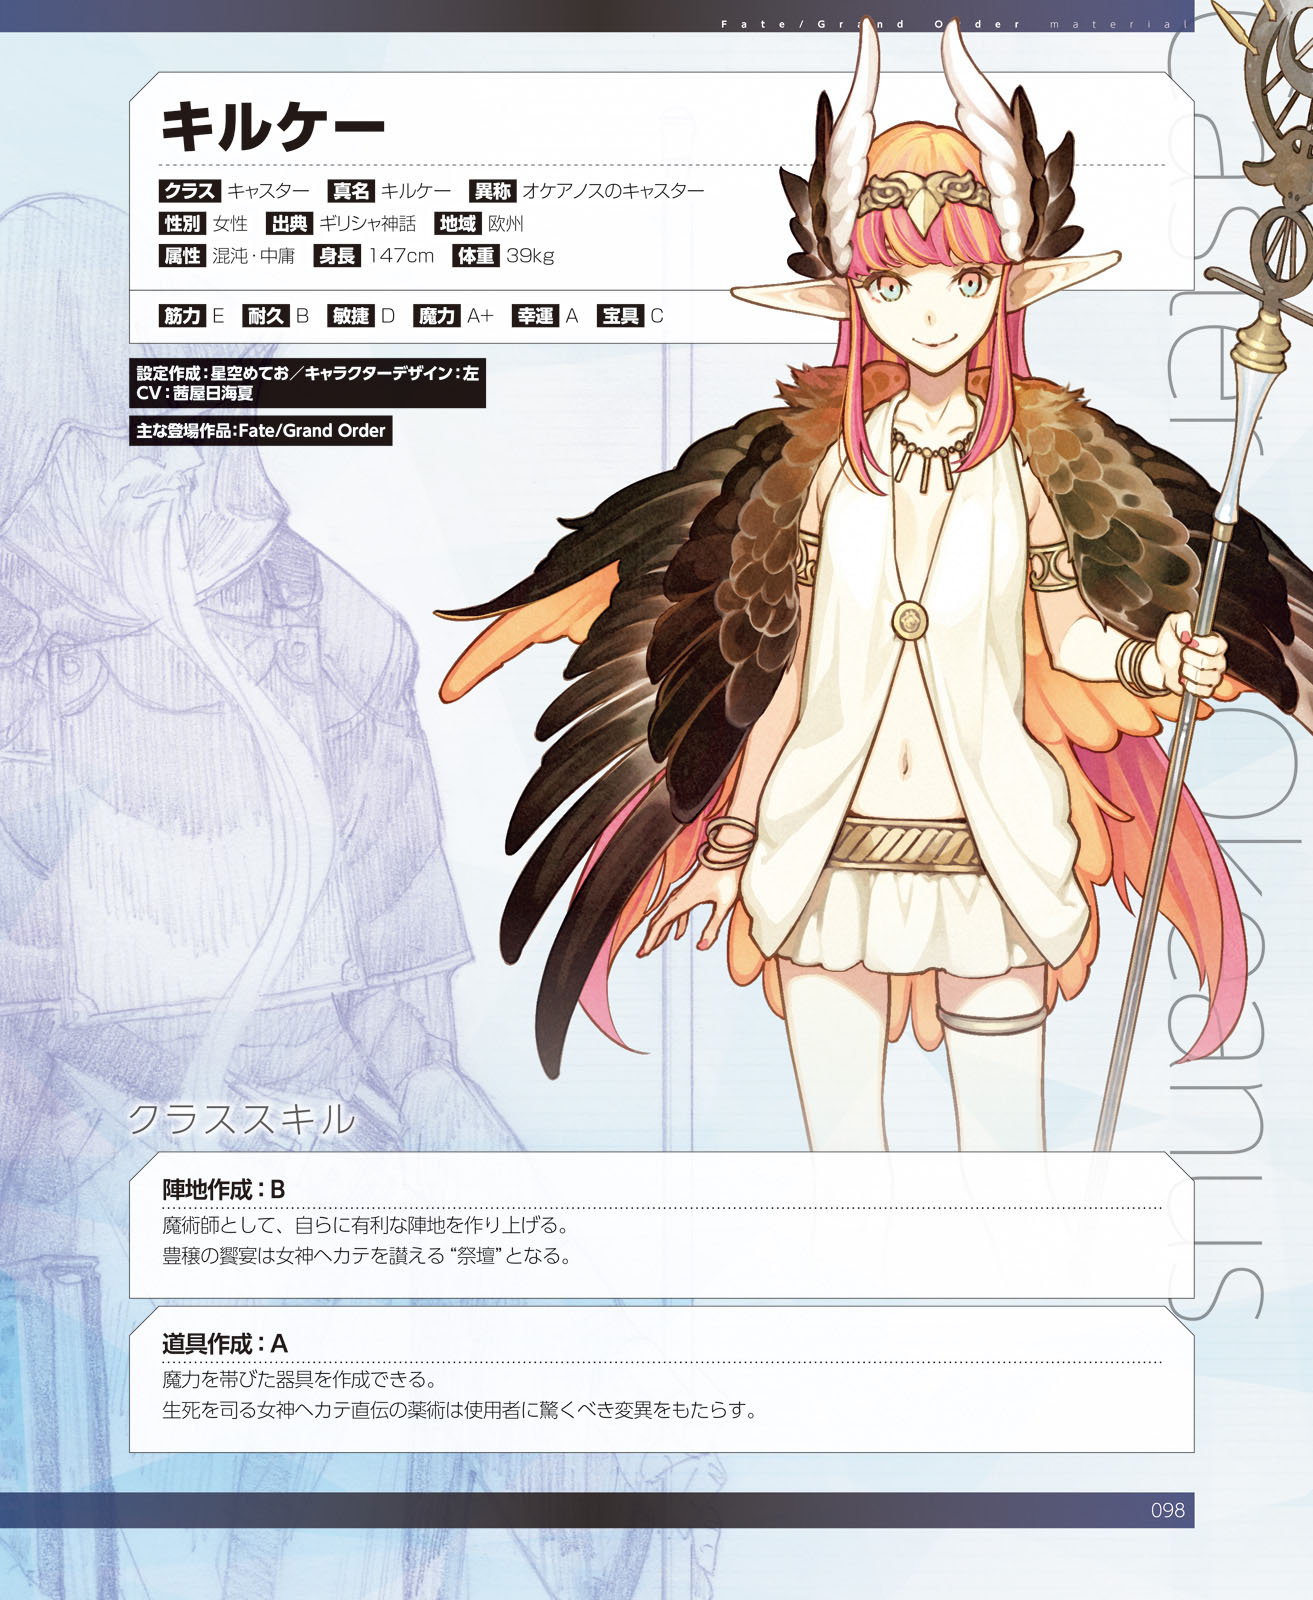 Fate/Grand Order material
キルケー
クラス キャスター 真名 キルケー 異称 オケアノスのキャスター
性別 女性 出典 ギリシャ神話 地域 欧州
属性 混沌・中庸 身長 147cm 体重 39kg
筋力 E 耐久 B 敏捷 D 魔力 A+ 幸運 A 宝具 C
設定作成：星空めてお／キャラクターデザイン：左
CV：茜屋日海夏
主な登場作品：Fate/Grand Order
Caster
Okeanus
クラススキル
陣地作成：B
魔術師として、自らに有利な陣地を作り上げる。
豊穣の饗宴は女神ヘカテを讃える“祭壇”となる。
道具作成：A
魔力を帯びた器具を作成できる。
生死を司る女神ヘカテ直伝の薬術は使用者に驚くべき変異をもたらす。
098